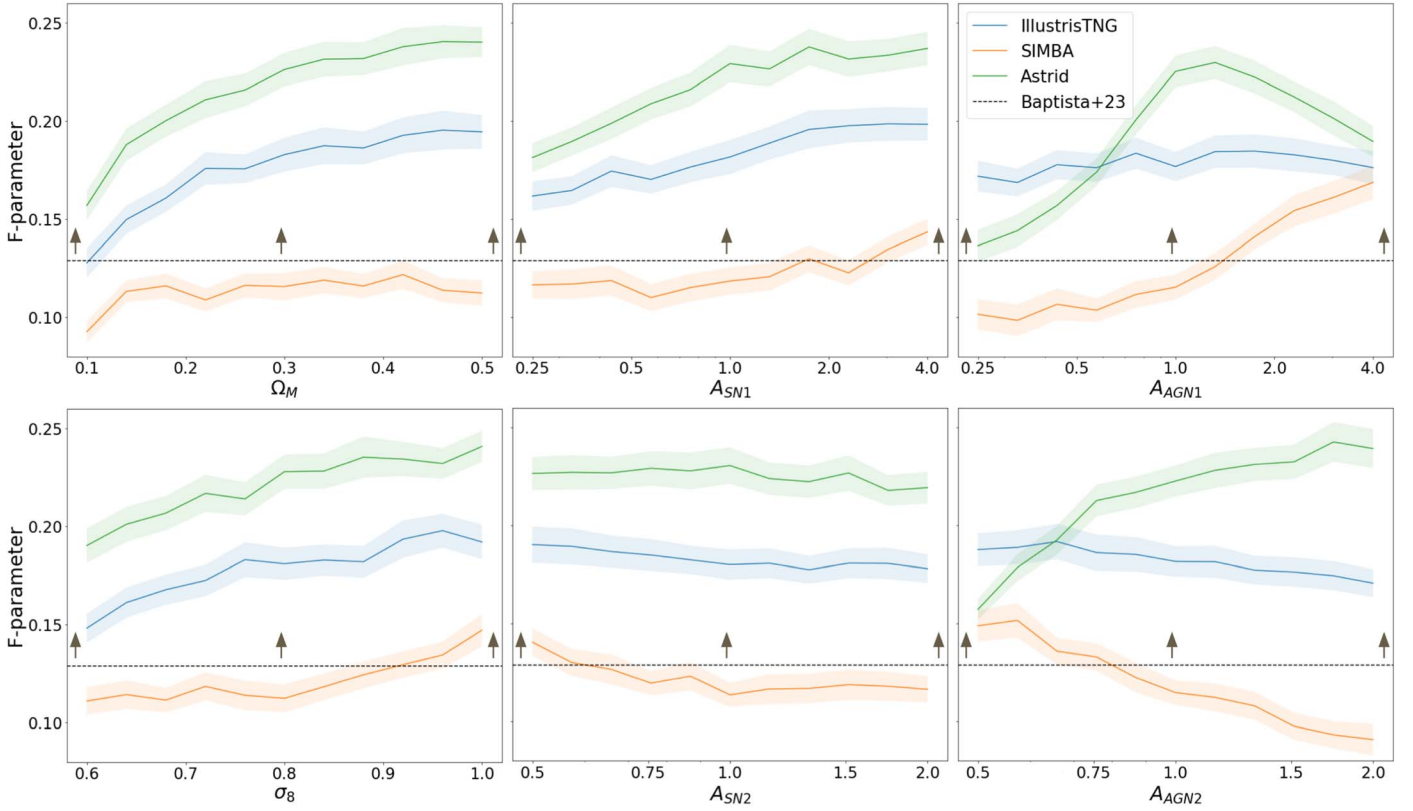 0.25
0.20
0.15
0.10
F-parameter
0.1 0.2 0.3 0.4 0.5
Ω_M
0.25 0.5 1.0 2.0 4.0
A_SN1
IllustrisTNG
SIMBA
Astrid
Baptista+23
0.25 0.5 1.0 2.0 4.0
A_AGN1
0.25
0.20
0.15
0.10
F-parameter
0.6 0.7 0.8 0.9 1.0
σ_8
0.5 0.75 1.0 1.5 2.0
A_SN2
0.5 0.75 1.0 1.5 2.0
A_AGN2